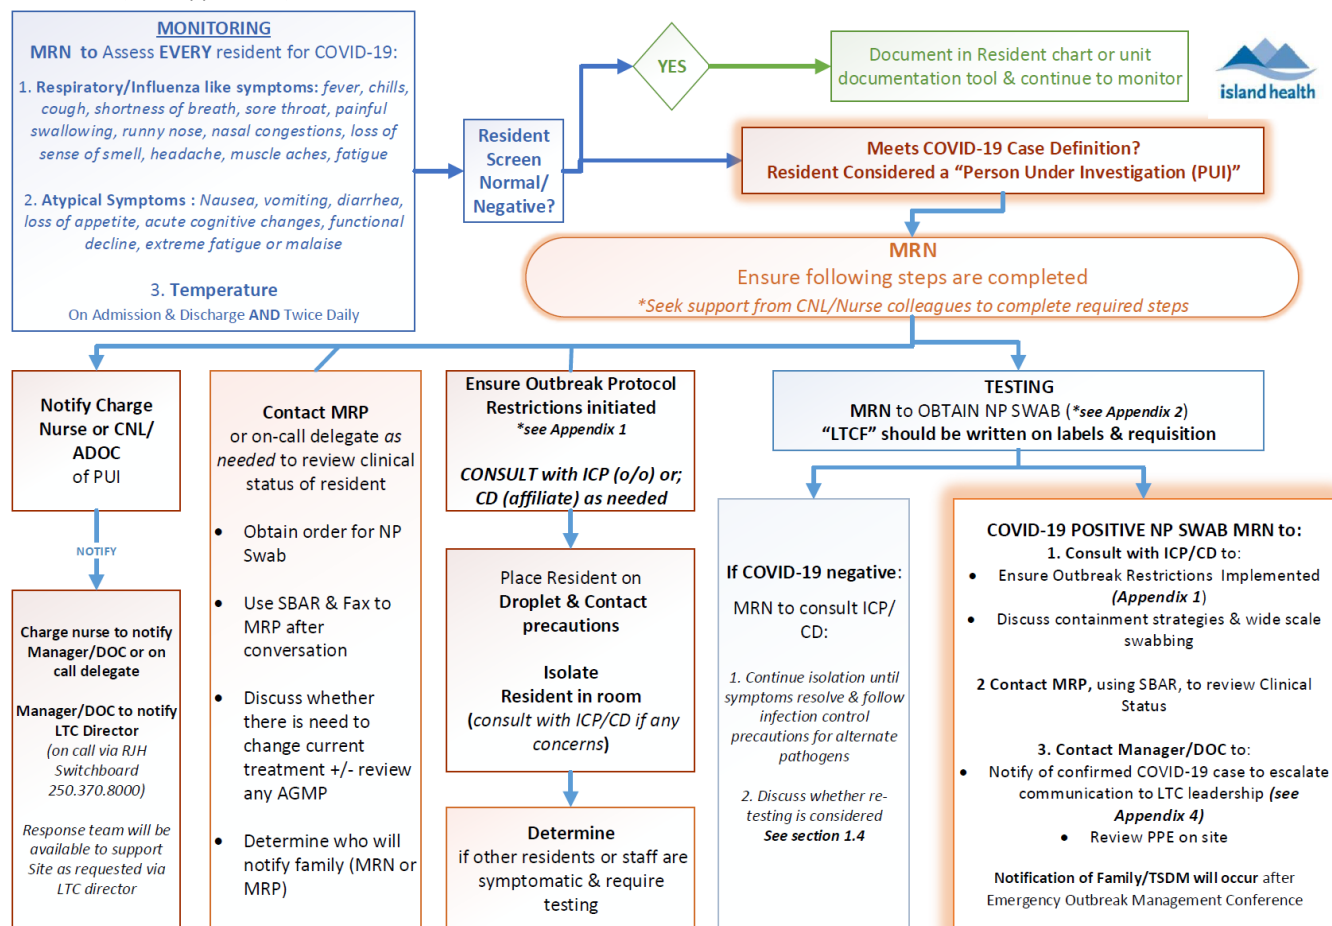 MONITORING
MRN to Assess EVERY resident for COVID-19:
1. Respiratory/Influenza like symptoms: fever, chills,
cough, shortness of breath, sore throat, painful
swallowing, runny nose, nasal congestions, loss of
sense of smell, headache, muscle aches, fatigue
2. Atypical Symptoms : Nausea, vomiting, diarrhea,
loss of appetite, acute cognitive changes, functional
decline, extreme fatigue or malaise
3. Temperature
On Admission & Discharge AND Twice Daily
Resident
Screen
Normal/
Negative?
YES
Document in Resident chart or unit
documentation tool & continue to monitor
island health
Meets COVID-19 Case Definition?
Resident Considered a “Person Under Investigation (PUI)”
MRN
Ensure following steps are completed
*Seek support from CNL/Nurse colleagues to complete required steps
Notify Charge
Nurse or CNL/
ADOC
of PUI
NOTIFY
Charge nurse to notify
Manager/DOC or on
call delegate
Manager/DOC to notify
LTC Director
(on call via RJH
Switchboard
250.370.8000)
Response team will be
available to support
Site as requested via
LTC director
Contact MRP
or on-call delegate as
needed to review clinical
status of resident
• Obtain order for NP
Swab
• Use SBAR & Fax to
MRP after
conversation
• Discuss whether
there is need to
change current
treatment +/- review
any AGMP
• Determine who will
notify family (MRN or
MRP)
Ensure Outbreak Protocol
Restrictions initiated
*see Appendix 1
CONSULT with ICP (o/o) or;
CD (affiliate) as needed
Place Resident on
Droplet & Contact
precautions
Isolate
Resident in room
(consult with ICP/CD if any
concerns)
Determine
if other residents or staff are
symptomatic & require
testing
TESTING
MRN to OBTAIN NP SWAB (*see Appendix 2)
“LTCF” should be written on labels & requisition
If COVID-19 negative:
MRN to consult ICP/
CD:
1. Continue isolation until
symptoms resolve & follow
infection control
precautions for alternate
pathogens
2. Discuss whether re-
testing is considered
See section 1.4
COVID-19 POSITIVE NP SWAB MRN to:
1. Consult with ICP/CD to:
• Ensure Outbreak Restrictions Implemented
(Appendix 1)
• Discuss containment strategies & wide scale
swabbing
2 Contact MRP, using SBAR, to review Clinical
Status
3. Contact Manager/DOC to:
• Notify of confirmed COVID-19 case to escalate
communication to LTC leadership (see
Appendix 4)
• Review PPE on site
Notification of Family/TSDM will occur after
Emergency Outbreak Management Conference